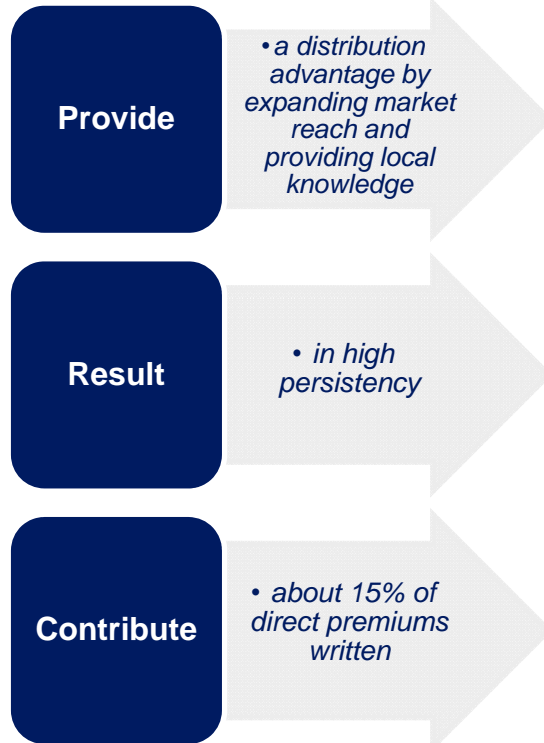 Provide
• a distribution
advantage by
expanding market
reach and
providing local
knowledge
Result
• in high
persistency
Contribute
• about 15% of
direct premiums
written